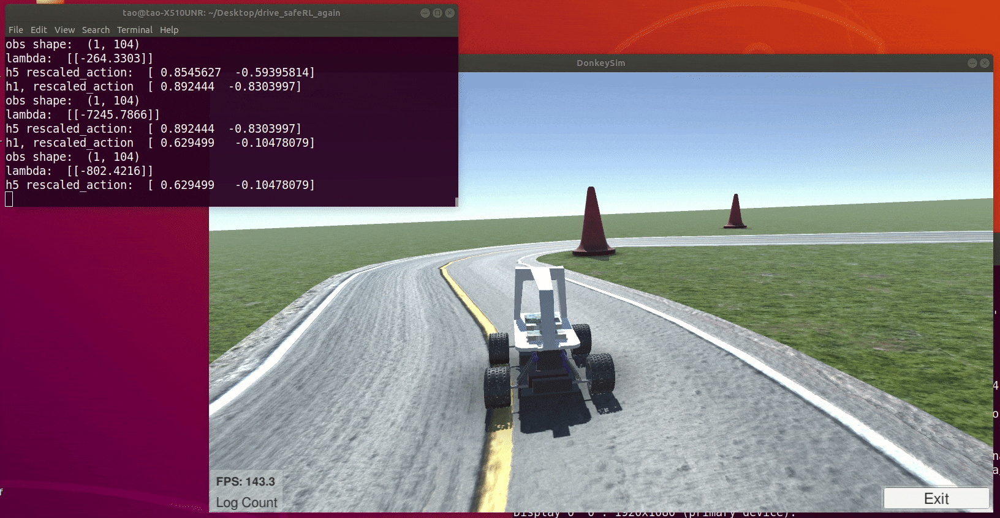 tao@tao-X510UNR: ~/Desktop/drive_safeRL_again
File Edit View Search Terminal Help
obs shape:  (1, 104)
lambda:  [[-264.3303]]
h5 rescaled_action:  [ 0.8545627  -0.59395814]
h1, rescaled_action  [ 0.892444  -0.8303997]
obs shape:  (1, 104)
lambda:  [[-7245.7866]]
h5 rescaled_action:  [ 0.892444  -0.8303997]
h1, rescaled_action  [ 0.629499   -0.10478079]
obs shape:  (1, 104)
lambda:  [[-802.4216]]
h5 rescaled_action:  [ 0.629499   -0.10478079]
DonkeySim
FPS: 143.3
Log Count
Exit
Display 0 0 : 1920x1080 (primary device).